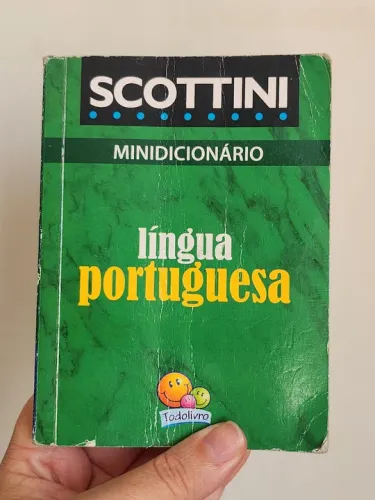 SCOTTINI
MINIDICIONÁRIO
língua
portuguesa
Todolivro